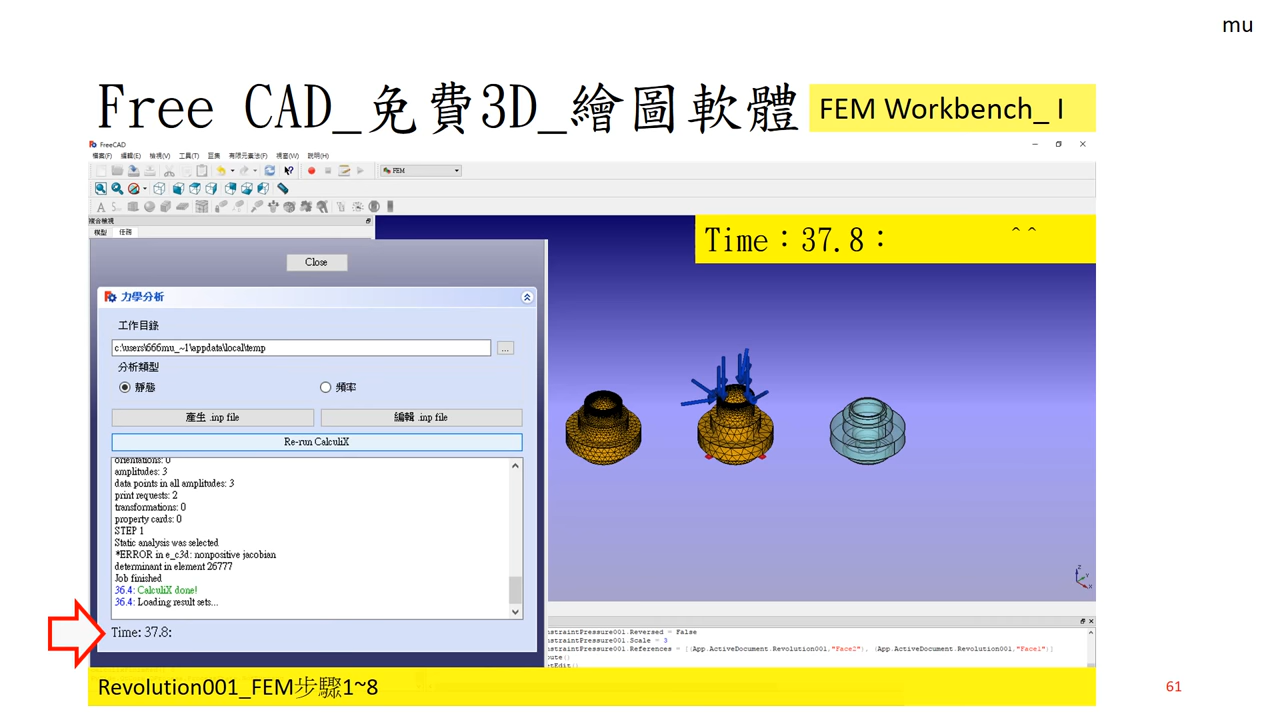 mu
Free CAD_免費3D_繪圖軟體
FEM Workbench_ I
FreeCAD
檔案(F) 編輯(E) 檢視(V) 工具(T) 巨集 有限元素法(F) 視窗(W) 說明(H)
FEM
複合檢視
模型 任務
Time：37.8：
^ ^
Close
力學分析
工作目錄
c:\users\666mu_~1\appdata\local\temp
...
分析類型
靜態 頻率
產生 .inp file 編輯 .inp file
Re-run CalculiX
orientations: 0
amplitudes: 3
data points in all amplitudes: 3
print requests: 2
transformations: 0
property cards: 0
STEP 1
Static analysis was selected
*ERROR in e_c3d: nonpositive jacobian
determinant in element 26777
Job finished
36.4: CalculiX done!
36.4: Loading result sets...
Time: 37.8:
Z
Y
X
nstraintPressure001.Reversed = False
nstraintPressure001.Scale = 3
nstraintPressure001.References = [(App.ActiveDocument.Revolution001,"Face2"), (App.ActiveDocument.Revolution001,"Face1")]
pute()
etEdit()
Revolution001_FEM步驟1~8
61